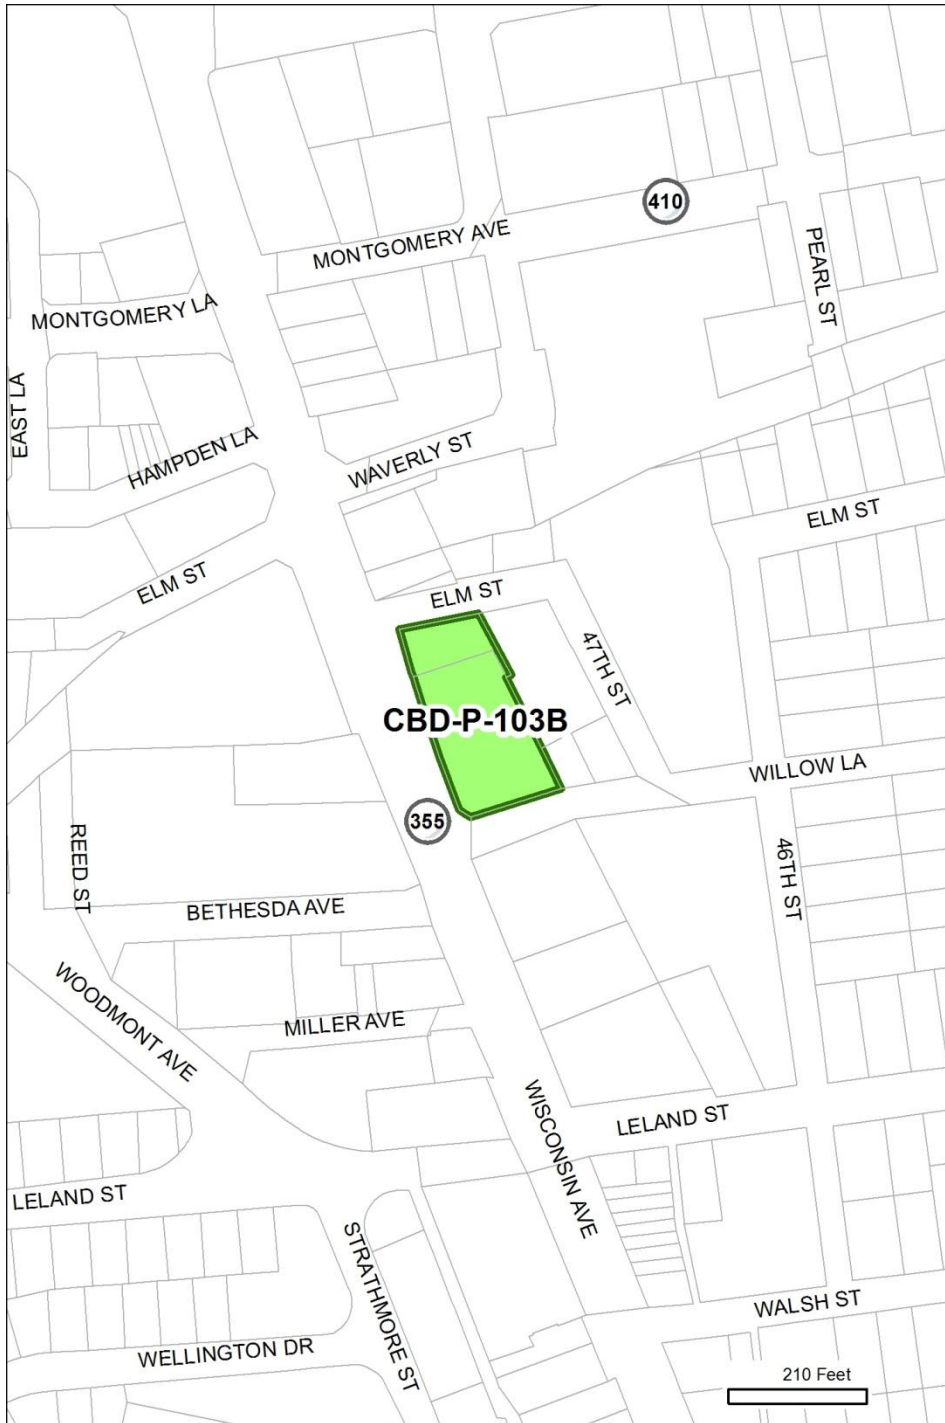 410
MONTGOMERY AVE
PEARL ST
MONTGOMERY LA
EAST LA
HAMPDEN LA
WAVERLY ST
ELM ST
ELM ST
ELM ST
47TH ST
CBD-P-103B
WILLOW LA
355
REED ST
46TH ST
BETHESDA AVE
WOODMONT AVE
MILLER AVE
WISCONSIN AVE
LELAND ST
LELAND ST
STRATHMORE ST
WALSH ST
WELLINGTON DR
210 Feet